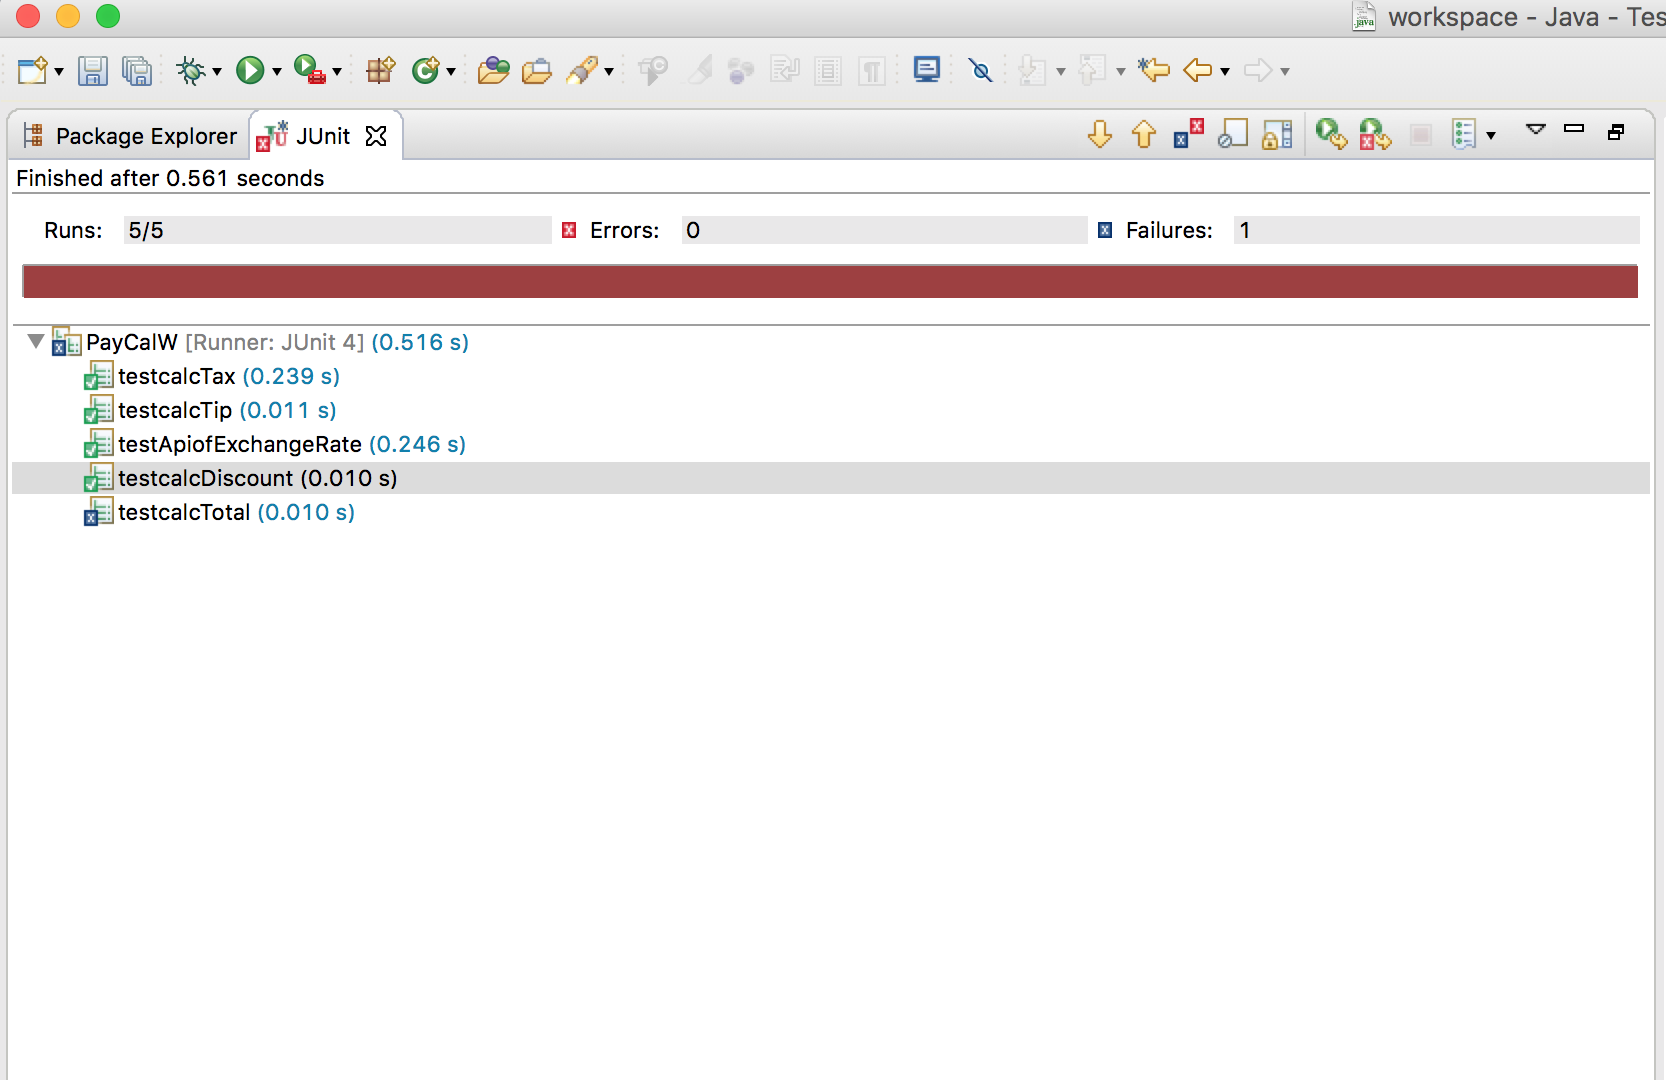 workspace - Java - Tes
Package Explorer JUnit
Finished after 0.561 seconds
Runs: 5/5 Errors: 0 Failures: 1
PayCalW [Runner: JUnit 4] (0.516 s)
testcalcTax (0.239 s)
testcalcTip (0.011 s)
testApiofExchangeRate (0.246 s)
testcalcDiscount (0.010 s)
testcalcTotal (0.010 s)